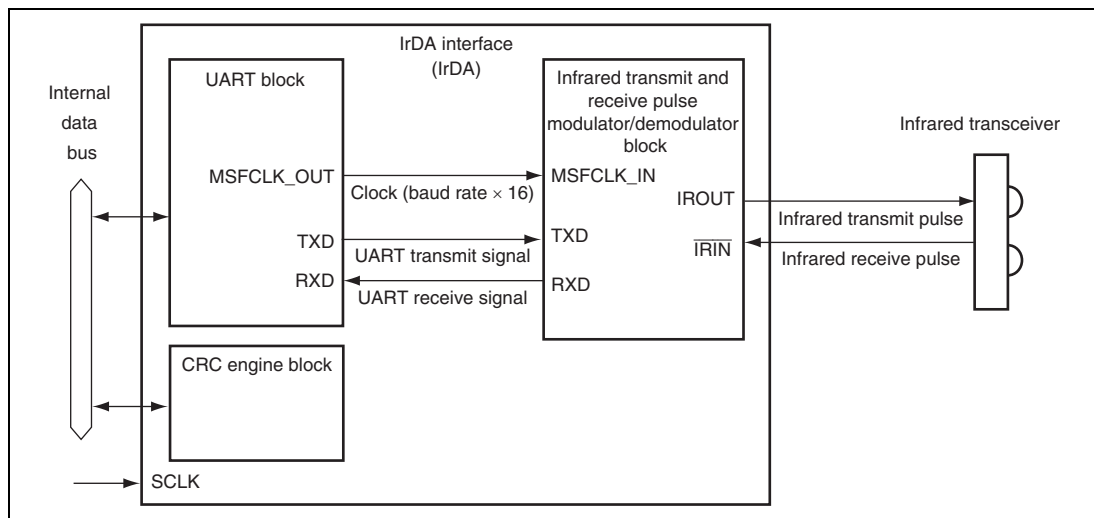 IrDA interface
(IrDA)
UART block
Infrared transmit and
receive pulse
modulator/demodulator
block
Internal
data
bus
Infrared transceiver
MSFCLK_OUT
MSFCLK_IN
Clock (baud rate × 16)
IROUT
Infrared transmit pulse
TXD
TXD
UART transmit signal
IRIN
Infrared receive pulse
RXD
RXD
UART receive signal
CRC engine block
SCLK